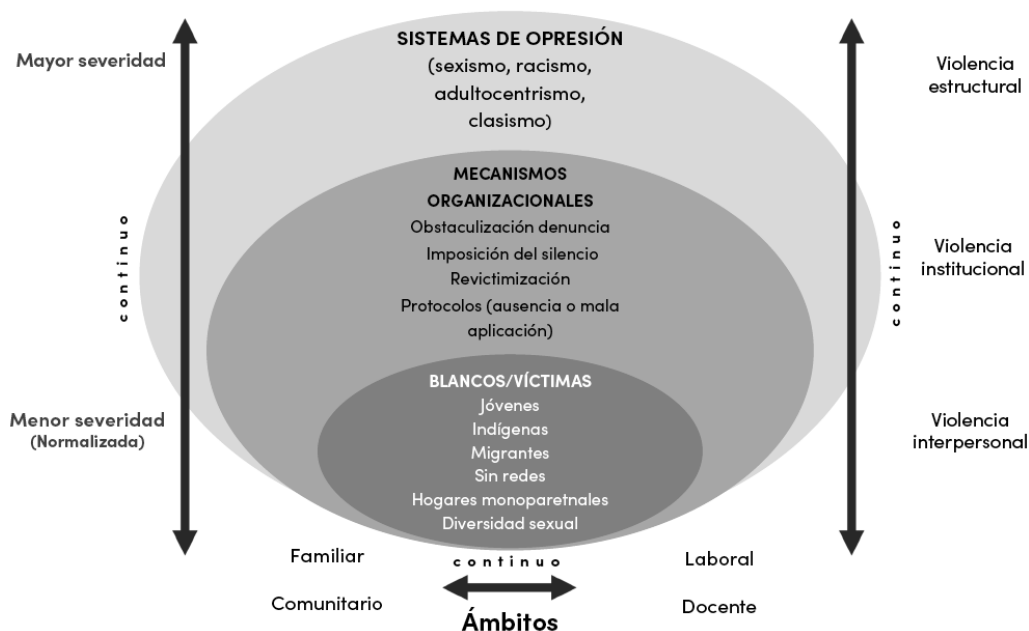 SISTEMAS DE OPRESIÓN
(sexismo, racismo,
adultocentrismo,
clasismo)
Mayor severidad
Violencia
estructural
MECANISMOS
ORGANIZACIONALES
Obstaculización denuncia
Imposición del silencio
Revictimización
Protocolos (ausencia o mala
aplicación)
continuo
continuo
Violencia
institucional
BLANCOS/VÍCTIMAS
Jóvenes
Indígenas
Migrantes
Sin redes
Hogares monoparetnales
Diversidad sexual
Menor severidad
(Normalizada)
Violencia
interpersonal
Familiar
continuo
Laboral
Comunitario
Ámbitos
Docente